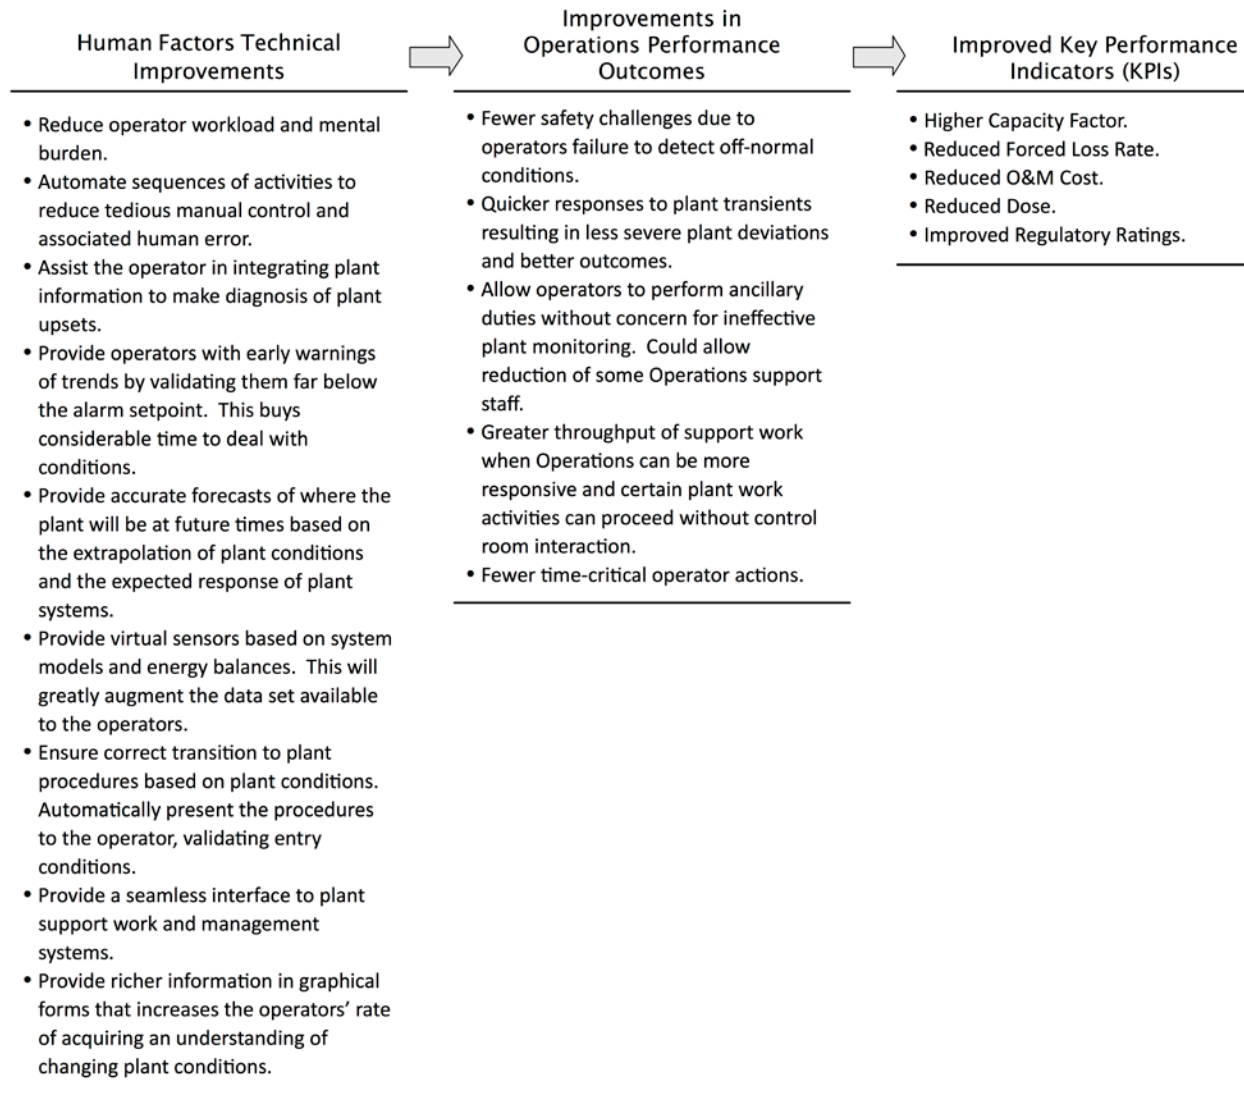 Human Factors Technical
Improvements
• Reduce operator workload and mental
burden.
• Automate sequences of activities to
reduce tedious manual control and
associated human error.
• Assist the operator in integrating plant
information to make diagnosis of plant
upsets.
• Provide operators with early warnings
of trends by validating them far below
the alarm setpoint.  This buys
considerable time to deal with
conditions.
• Provide accurate forecasts of where the
plant will be at future times based on
the extrapolation of plant conditions
and the expected response of plant
systems.
• Provide virtual sensors based on system
models and energy balances.  This will
greatly augment the data set available
to the operators.
• Ensure correct transition to plant
procedures based on plant conditions.
Automatically present the procedures
to the operator, validating entry
conditions.
• Provide a seamless interface to plant
support work and management
systems.
• Provide richer information in graphical
forms that increases the operators’ rate
of acquiring an understanding of
changing plant conditions.
Improvements in
Operations Performance
Outcomes
• Fewer safety challenges due to
operators failure to detect off-normal
conditions.
• Quicker responses to plant transients
resulting in less severe plant deviations
and better outcomes.
• Allow operators to perform ancillary
duties without concern for ineffective
plant monitoring.  Could allow
reduction of some Operations support
staff.
• Greater throughput of support work
when Operations can be more
responsive and certain plant work
activities can proceed without control
room interaction.
• Fewer time-critical operator actions.
Improved Key Performance
Indicators (KPIs)
• Higher Capacity Factor.
• Reduced Forced Loss Rate.
• Reduced O&M Cost.
• Reduced Dose.
• Improved Regulatory Ratings.